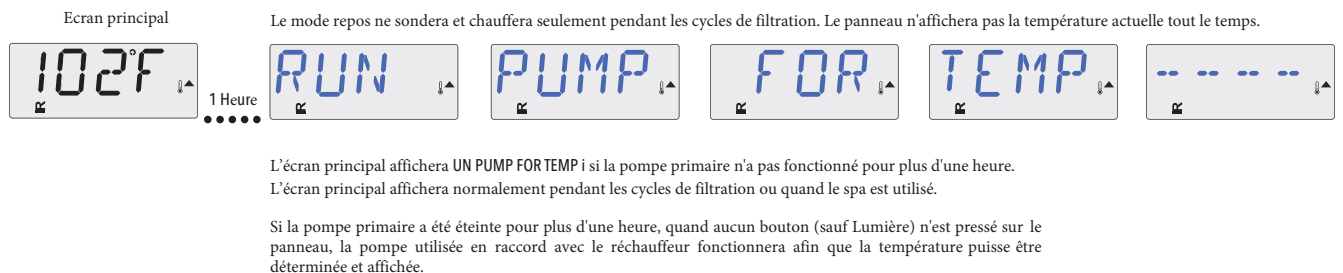 Ecran principal
Le mode repos ne sondera et chauffera seulement pendant les cycles de filtration. Le panneau n'affichera pas la température actuelle tout le temps.
102°F
R
1 Heure
RUN
R
PUMP
R
FOR
R
TEMP
R
-- -- -- --
R
L’écran principal affichera UN PUMP FOR TEMP i si la pompe primaire n'a pas fonctionné pour plus d'une heure.
L’écran principal affichera normalement pendant les cycles de filtration ou quand le spa est utilisé.
Si la pompe primaire a été éteinte pour plus d'une heure, quand aucun bouton (sauf Lumière) n'est pressé sur le
panneau, la pompe utilisée en raccord avec le réchauffeur fonctionnera afin que la température puisse être
déterminée et affichée.